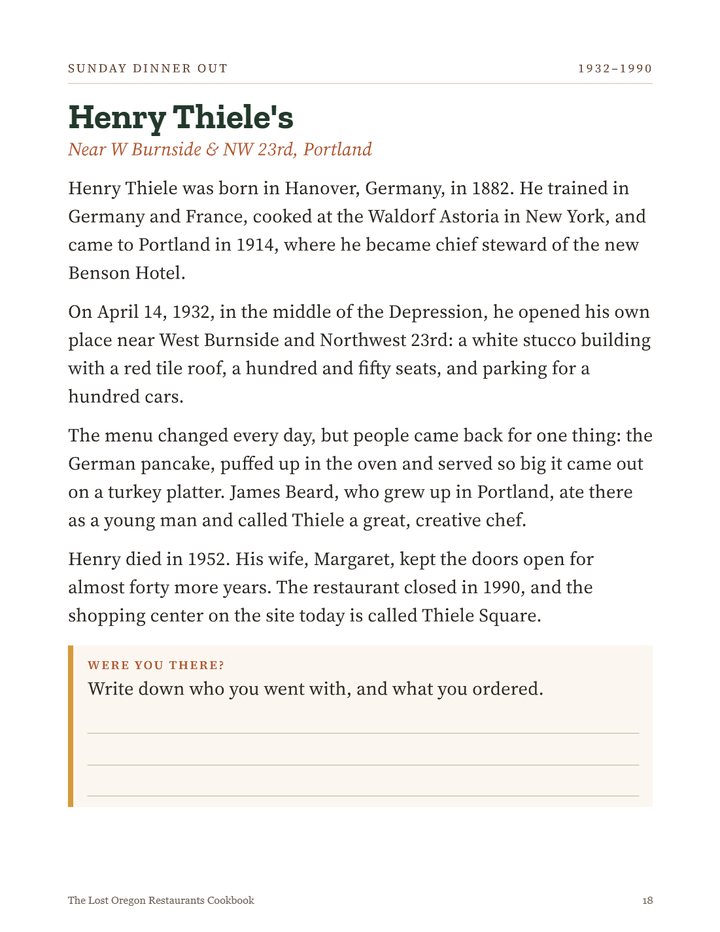 SUNDAY DINNER OUT 1932–1990
Henry Thiele's
Near W Burnside & NW 23rd, Portland
Henry Thiele was born in Hanover, Germany, in 1882. He trained in
Germany and France, cooked at the Waldorf Astoria in New York, and
came to Portland in 1914, where he became chief steward of the new
Benson Hotel.
On April 14, 1932, in the middle of the Depression, he opened his own
place near West Burnside and Northwest 23rd: a white stucco building
with a red tile roof, a hundred and fifty seats, and parking for a
hundred cars.
The menu changed every day, but people came back for one thing: the
German pancake, puffed up in the oven and served so big it came out
on a turkey platter. James Beard, who grew up in Portland, ate there
as a young man and called Thiele a great, creative chef.
Henry died in 1952. His wife, Margaret, kept the doors open for
almost forty more years. The restaurant closed in 1990, and the
shopping center on the site today is called Thiele Square.
WERE YOU THERE?
Write down who you went with, and what you ordered.
The Lost Oregon Restaurants Cookbook 18